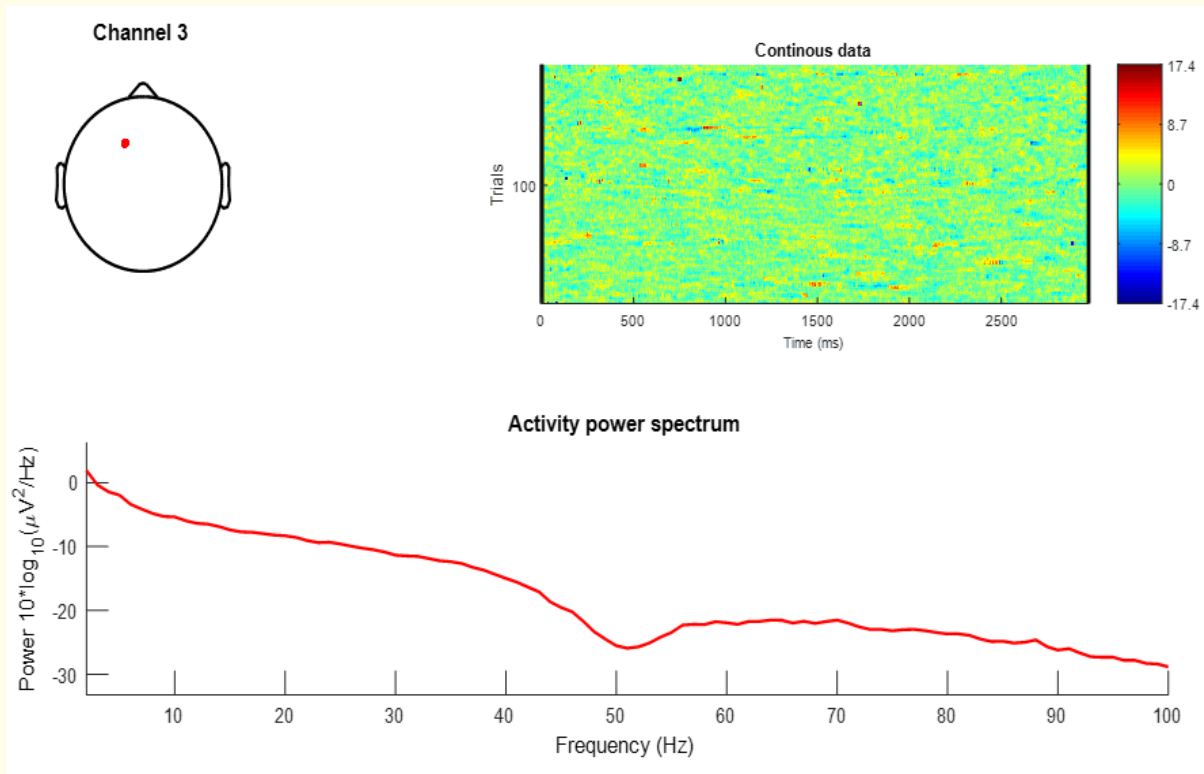 Channel 3
Continous data
Trials
100
17.4
8.7
0
-8.7
-17.4
0 500 1000 1500 2000 2500
Time (ms)
Activity power spectrum
Power 10*log10(μV²/Hz)
0
-10
-20
-30
10 20 30 40 50 60 70 80 90 100
Frequency (Hz)